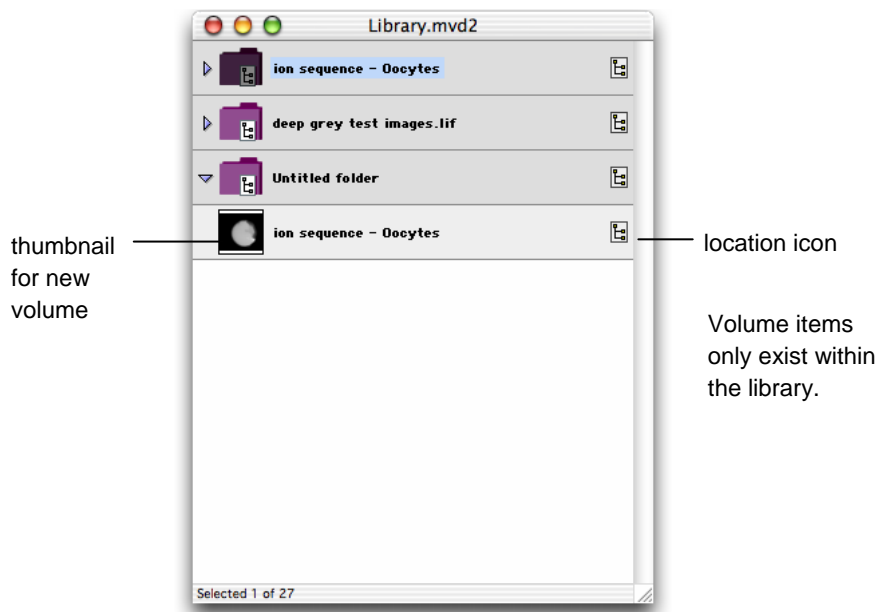 Library.mvd2
ion sequence - Oocytes
deep grey test images.lif
Untitled folder
ion sequence - Oocytes
thumbnail
for new
volume
location icon
Volume items
only exist within
the library.
Selected 1 of 27